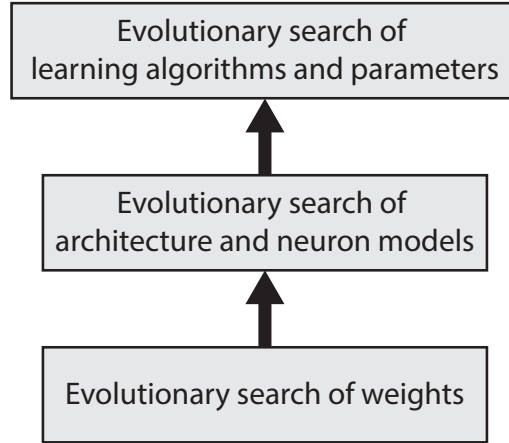 Evolutionary search of
learning algorithms and parameters
Evolutionary search of
architecture and neuron models
Evolutionary search of weights